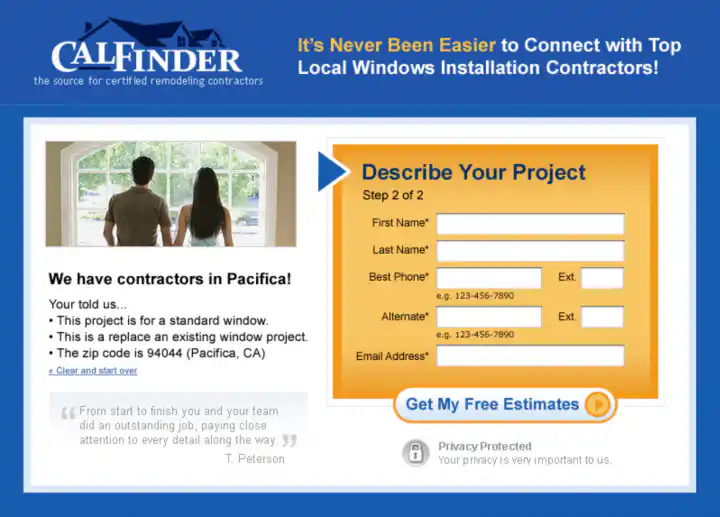 CALFINDER
the source for certified remodeling contractors
It's Never Been Easier to Connect with Top
Local Windows Installation Contractors!
We have contractors in Pacifica!
Your told us...
• This project is for a standard window.
• This is a replace an existing window project.
• The zip code is 94044 (Pacifica, CA)
« Clear and start over
“ From start to finish you and your team
did an outstanding job, paying close
attention to every detail along the way. ”
T. Peterson
Describe Your Project
Step 2 of 2
First Name*
Last Name*
Best Phone* Ext.
e.g. 123-456-7890
Alternate* Ext.
e.g. 123-456-7890
Email Address*
Get My Free Estimates
Privacy Protected
Your privacy is very important to us.